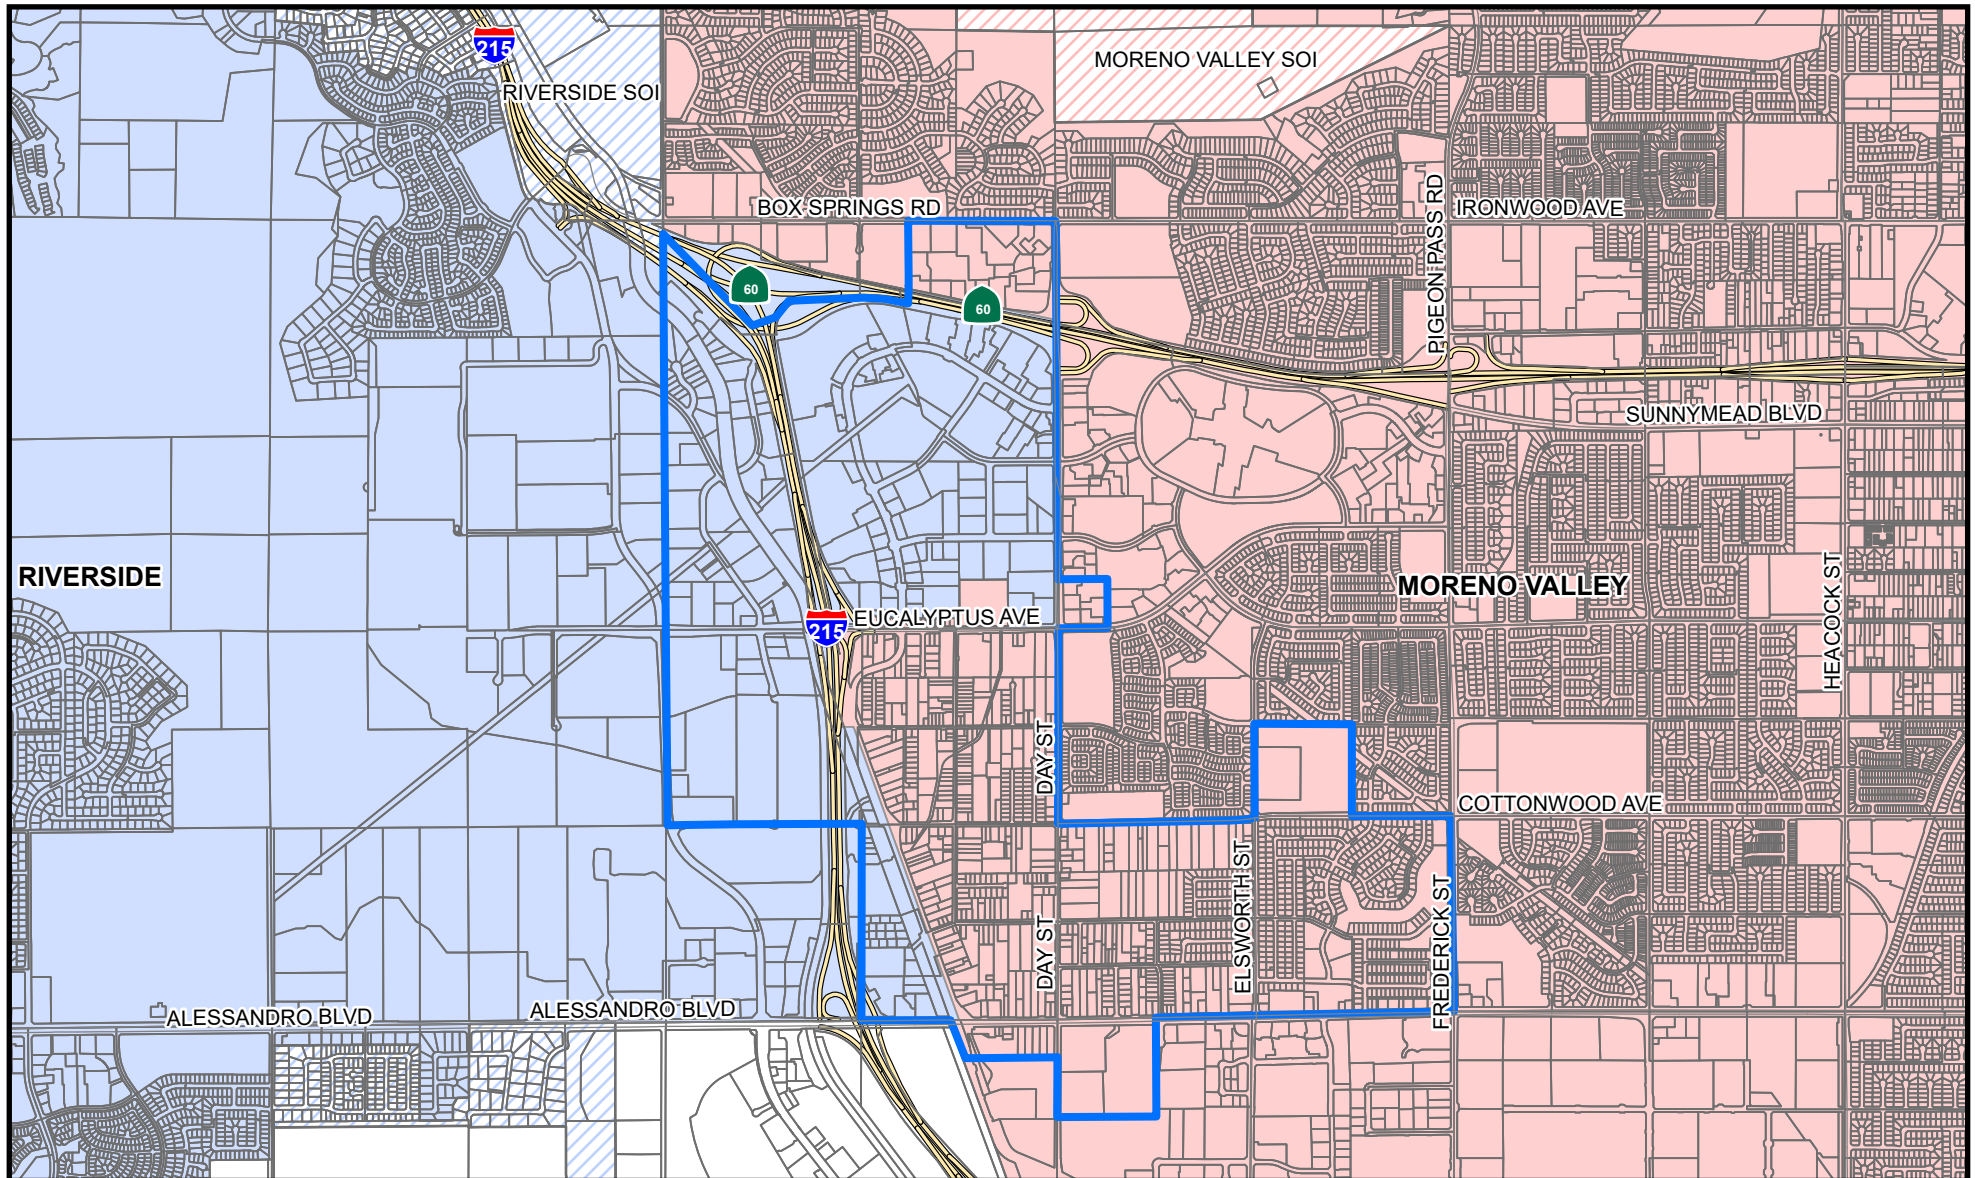 215
RIVERSIDE SOI
MORENO VALLEY SOI
BOX SPRINGS RD
PIGEON PASS RD
IRONWOOD AVE
60
60
SUNNYMEAD BLVD
RIVERSIDE
MORENO VALLEY
HEACOCK ST
215
EUCALYPTUS AVE
DAY ST
COTTONWOOD AVE
ELSWORTH ST
FREDERICK ST
DAY ST
ALESSANDRO BLVD
ALESSANDRO BLVD